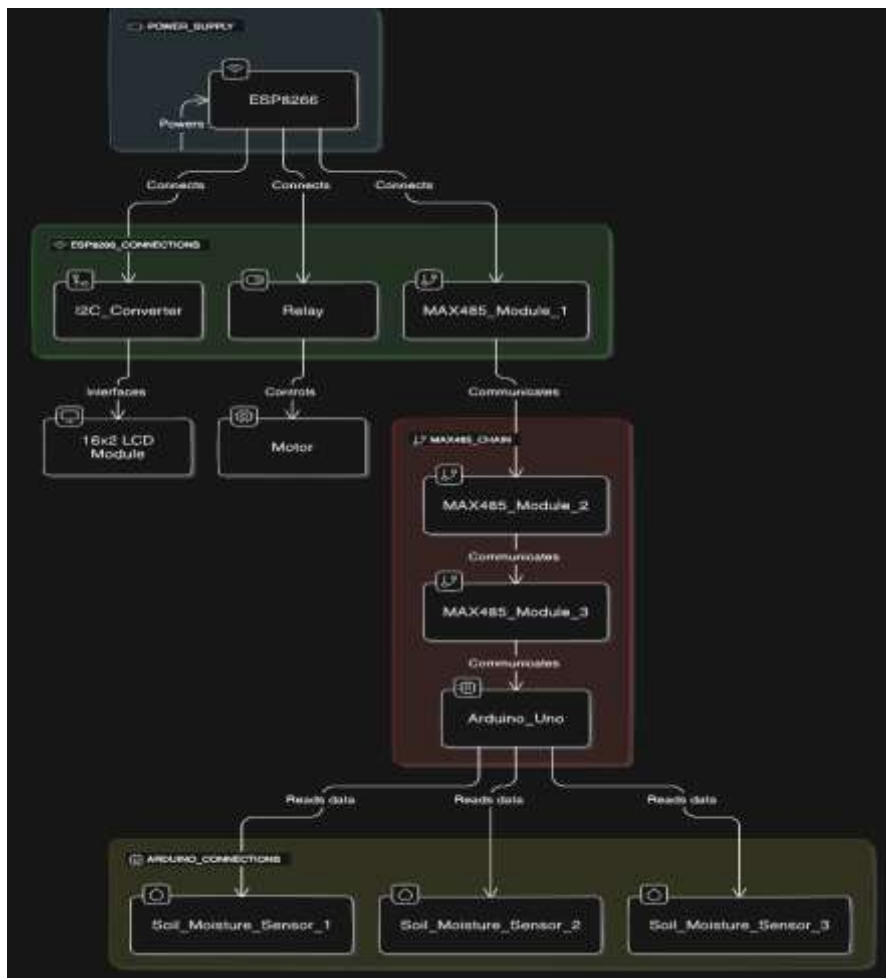 POWER_SUPPLY
ESP8266
Powers
Connects
Connects
Connects
ESP8266_CONNECTIONS
I2C_Converter
Relay
MAX485_Module_1
Interfaces
Controls
Communicates
16x2 LCD
Module
Motor
MAX485_CHAIN
MAX485_Module_2
Communicates
MAX485_Module_3
Communicates
Arduino_Uno
Reads data
Reads data
Reads data
ARDUINO_CONNECTIONS
Soil_Moisture_Sensor_1
Soil_Moisture_Sensor_2
Soil_Moisture_Sensor_3